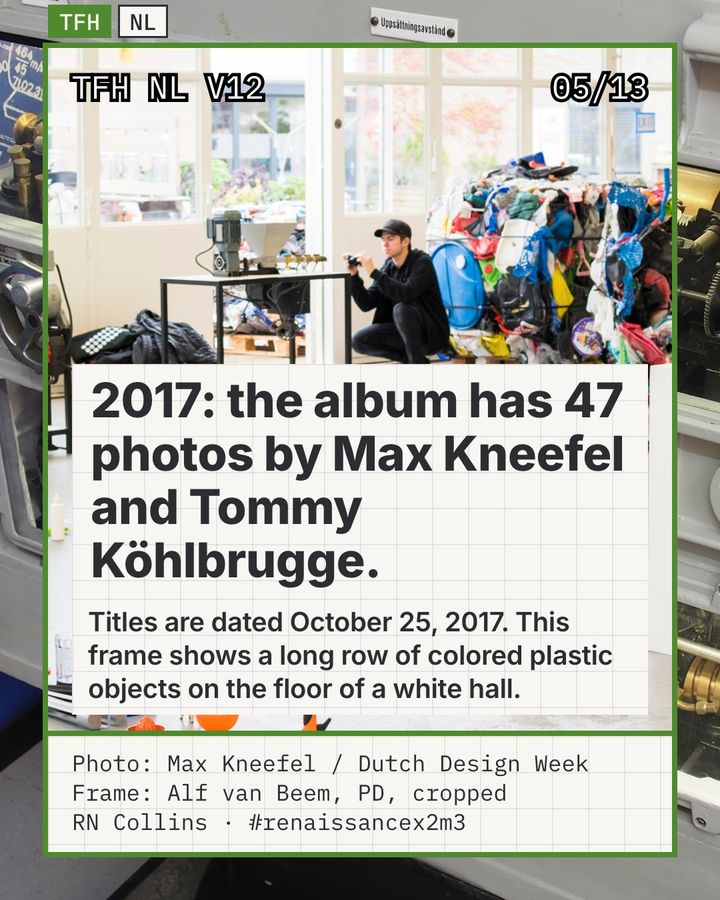 TFH NL
Uppsättningsavstånd
TFH NL V12
05/13
EXIT
2017: the album has 47
photos by Max Kneefel
and Tommy
Köhlbrugge.
Titles are dated October 25, 2017. This
frame shows a long row of colored plastic
objects on the floor of a white hall.
Photo: Max Kneefel / Dutch Design Week
Frame: Alf van Beem, PD, cropped
RN Collins · #renaissancex2m3